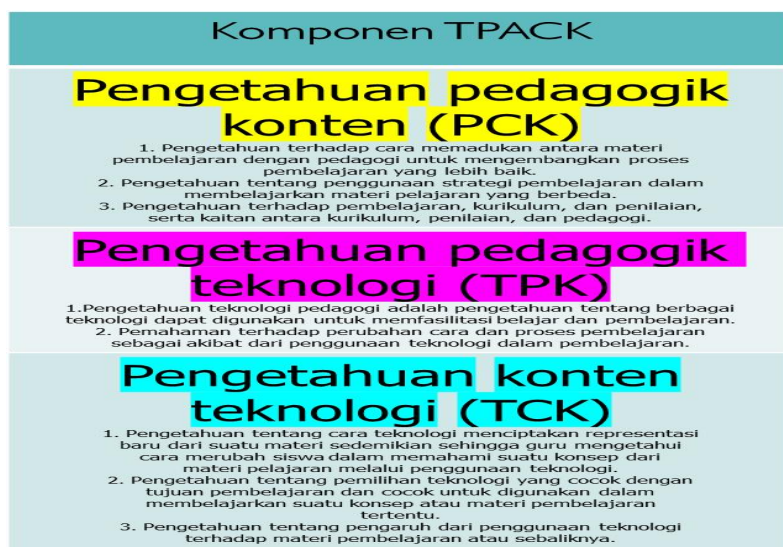 Komponen TPACK
Pengetahuan pedagogik
konten (PCK)
1. Pengetahuan terhadap cara memadukan antara materi
pembelajaran dengan pedagogi untuk mengembangkan proses
pembelajaran yang lebih baik.
2. Pengetahuan tentang penggunaan strategi pembelajaran dalam
membelajarkan materi pelajaran yang berbeda.
3. Pengetahuan terhadap pembelajaran, kurikulum, dan penilaian,
serta kaitan antara kurikulum, penilaian, dan pedagogi.
Pengetahuan pedagogik
teknologi (TPK)
1.Pengetahuan teknologi pedagogi adalah pengetahuan tentang berbagai
teknologi dapat digunakan untuk memfasilitasi belajar dan pembelajaran.
2. Pemahaman terhadap perubahan cara dan proses pembelajaran
sebagai akibat dari penggunaan teknologi dalam pembelajaran.
Pengetahuan konten
teknologi (TCK)
1. Pengetahuan tentang cara teknologi menciptakan representasi
baru dari suatu materi sedemikian sehingga guru mengetahui
cara merubah siswa dalam memahami suatu konsep dari
materi pelajaran melalui penggunaan teknologi.
2. Pengetahuan tentang pemilihan teknologi yang cocok dengan
tujuan pembelajaran dan cocok untuk digunakan dalam
membelajarkan suatu konsep atau materi pembelajaran
tertentu.
3. Pengetahuan tentang pengaruh dari penggunaan teknologi
terhadap materi pembelajaran atau sebaliknya.